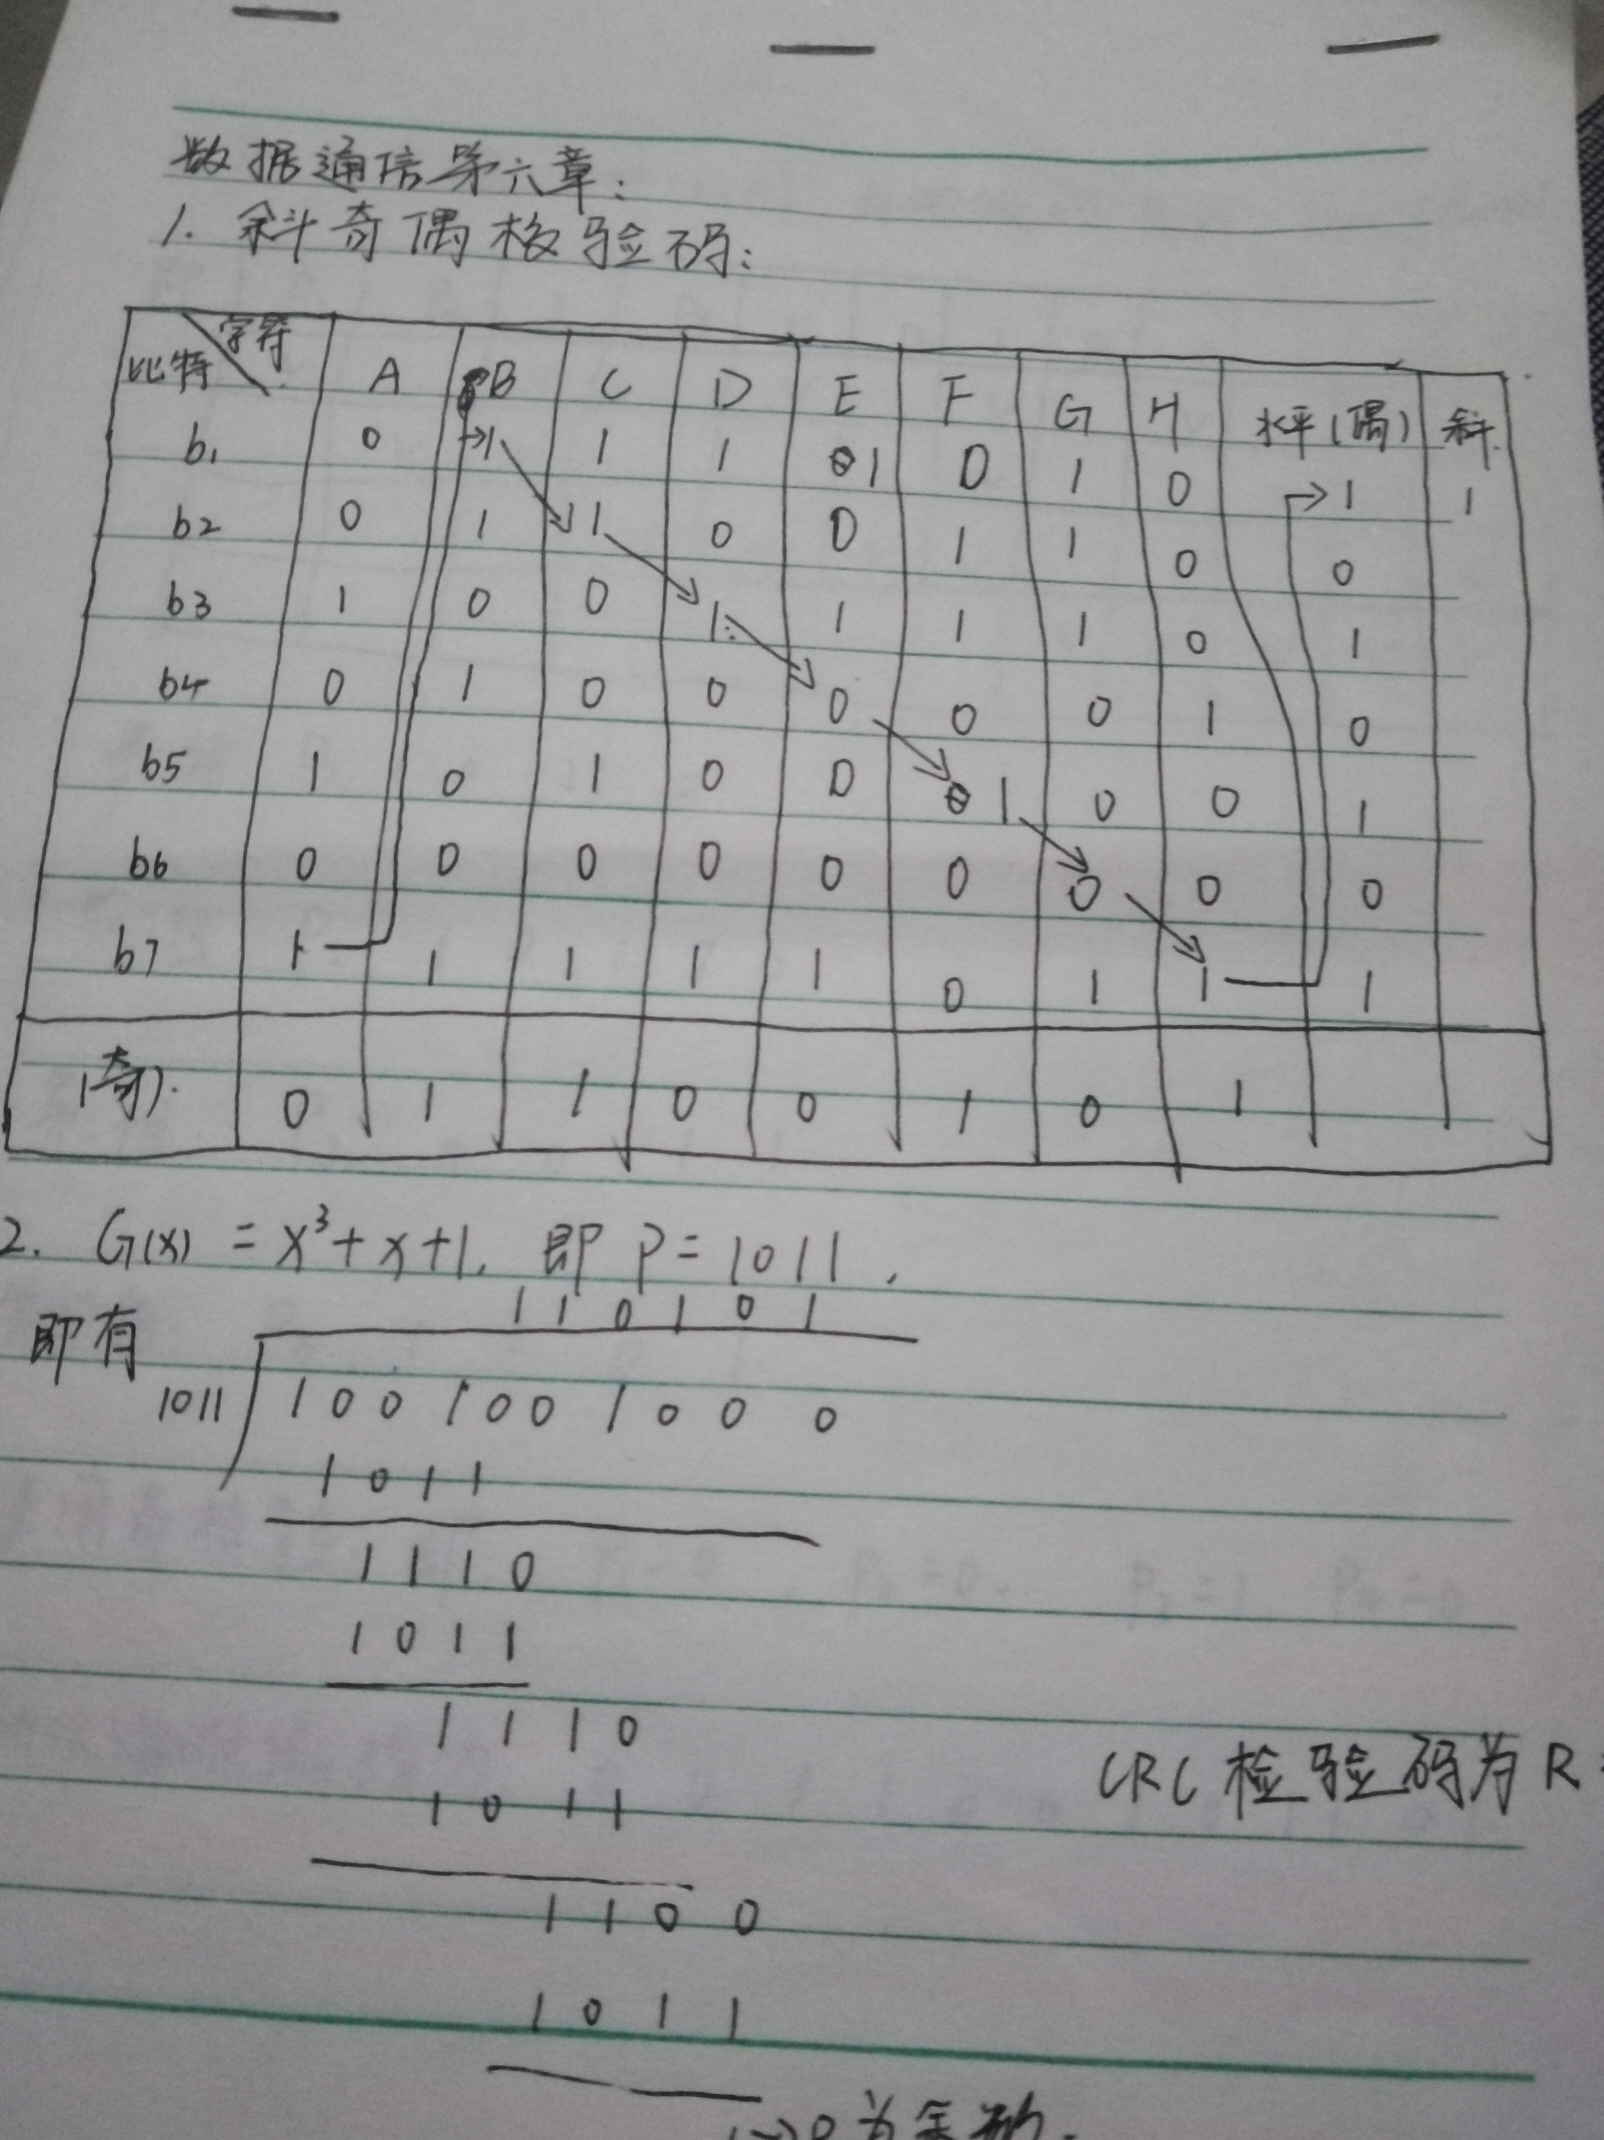 数据通信第六章:
1. 斜奇偶校验码:
比特 字符 A B C D E F G H 水平(偶) 斜
b1 0 1 1 1 1 0 1 0 1 1
b2 0 1 1 0 0 1 1 0 0
b3 1 0 0 1 1 1 1 0 1
b4 0 1 0 0 0 0 0 1 0
b5 1 0 1 0 0 1 0 0 1
b6 0 0 0 0 0 0 0 0 0
b7 1 1 1 1 1 0 1 1 1
(奇). 0 1 1 0 0 1 0 1
2. G(x) = x³+x+1, 即 P=1011,
110101
即有
1011 1001001000
1011
1110
1011
1110
1011
CRC检验码为R
1100
1011
为余数.